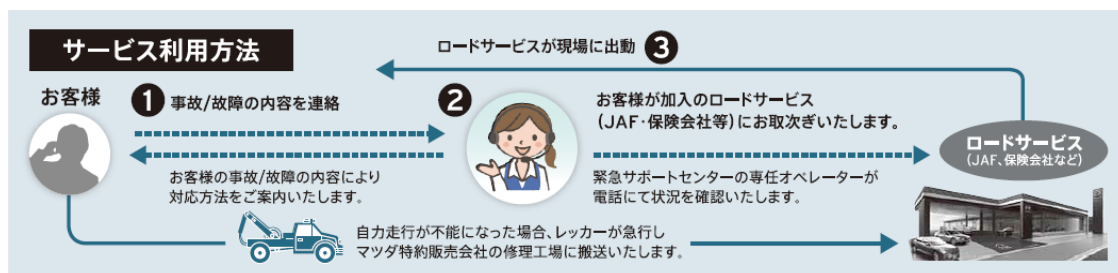 サービス利用方法
ロードサービスが現場に出動 3
お客様
1 事故/故障の内容を連絡
2
お客様が加入のロードサービス
(JAF・保険会社等)にお取次ぎいたします。
ロードサービス
(JAF、保険会社など)
お客様の事故/故障の内容により
対応方法をご案内いたします。
緊急サポートセンターの専任オペレーターが
電話にて状況を確認いたします。
自力走行が不能になった場合、レッカーが急行し
マツダ特約販売会社の修理工場に搬送いたします。